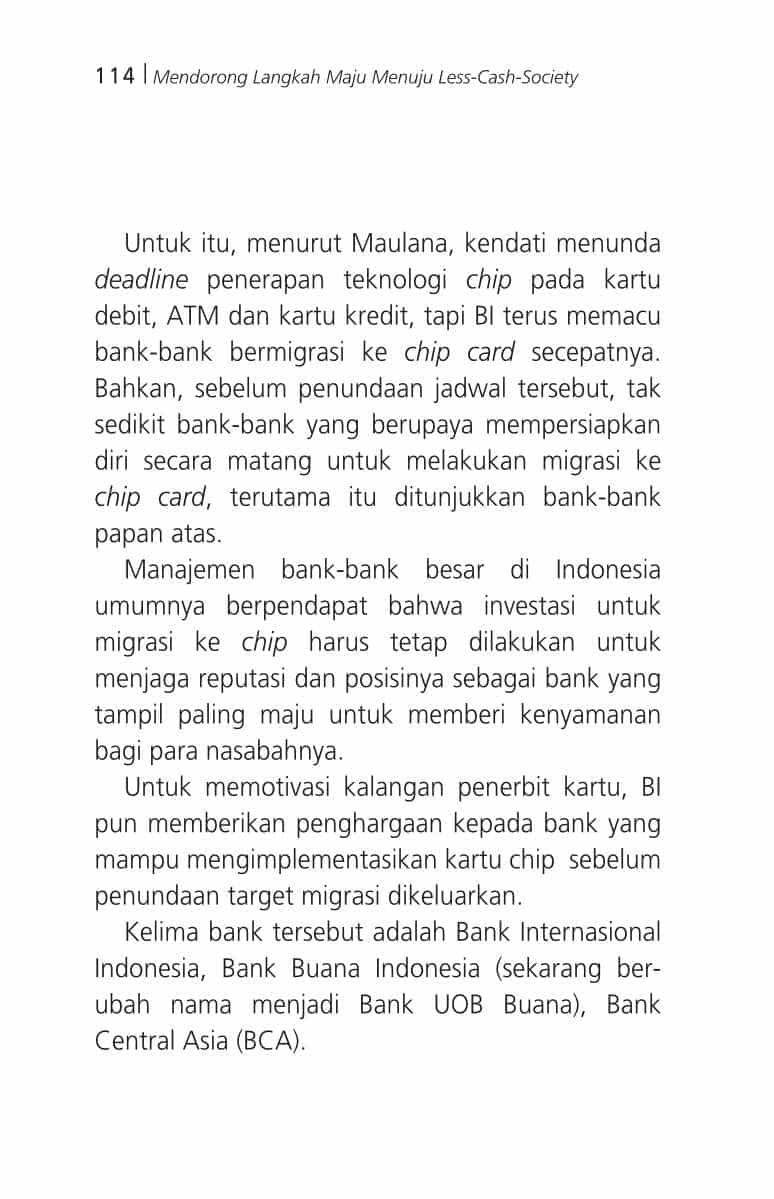 114 | Mendorong Langkah Maju Menuju Less-Cash-Society
Untuk itu, menurut Maulana, kendati menunda
deadline penerapan teknologi chip pada kartu
debit, ATM dan kartu kredit, tapi BI terus memacu
bank-bank bermigrasi ke chip card secepatnya.
Bahkan, sebelum penundaan jadwal tersebut, tak
sedikit bank-bank yang berupaya mempersiapkan
diri secara matang untuk melakukan migrasi ke
chip card, terutama itu ditunjukkan bank-bank
papan atas.
Manajemen bank-bank besar di Indonesia
umumnya berpendapat bahwa investasi untuk
migrasi ke chip harus tetap dilakukan untuk
menjaga reputasi dan posisinya sebagai bank yang
tampil paling maju untuk memberi kenyamanan
bagi para nasabahnya.
Untuk memotivasi kalangan penerbit kartu, BI
pun memberikan penghargaan kepada bank yang
mampu mengimplementasikan kartu chip sebelum
penundaan target migrasi dikeluarkan.
Kelima bank tersebut adalah Bank Internasional
Indonesia, Bank Buana Indonesia (sekarang ber-
ubah nama menjadi Bank UOB Buana), Bank
Central Asia (BCA).